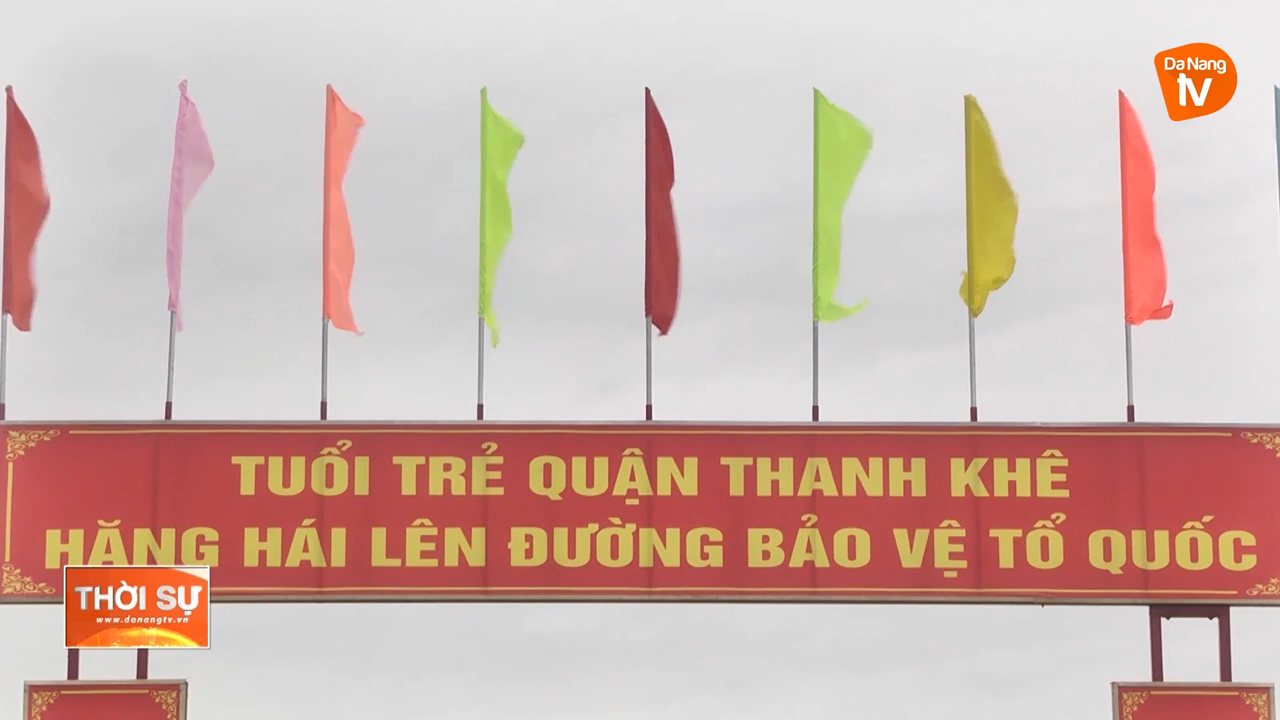 Da Nang
tv
TUỔI TRẺ QUẬN THANH KHÊ
HĂNG HÁI LÊN ĐƯỜNG BẢO VỆ TỔ QUỐC
THỜI SỰ
www.danangtv.vn